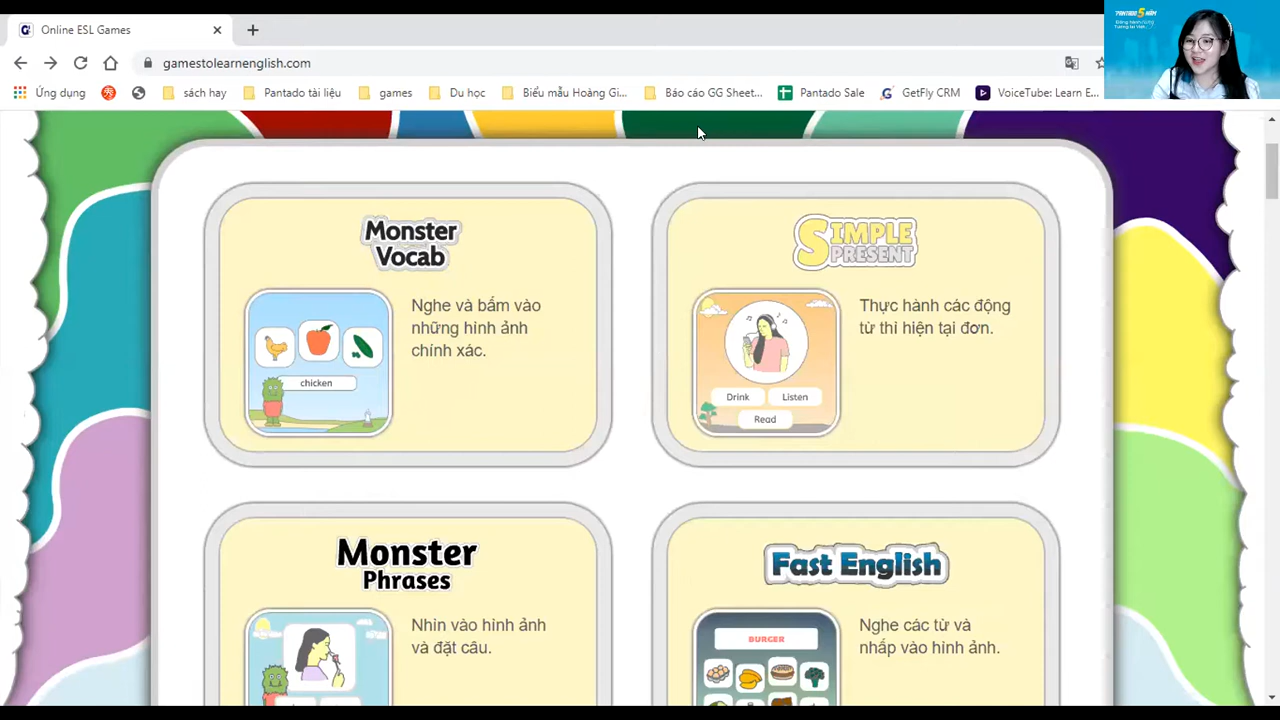 Online ESL Games
gamestolearnenglish.com
Ứng dụng
sách hay
Pantado tài liệu
games
Du học
Biểu mẫu Hoàng Gi...
Báo cáo GG Sheet...
Pantado Sale
GetFly CRM
VoiceTube: Learn E...
PANTADO 5 NĂM
Monster
Vocab
Nghe và bấm vào
những hình ảnh
chính xác.
chicken
SIMPLE
PRESENT
Thực hành các động
từ thì hiện tại đơn.
Drink
Listen
Read
Monster
Phrases
Nhìn vào hình ảnh
và đặt câu.
Fast English
Nghe các từ và
nhấp vào hình ảnh.
BURGER